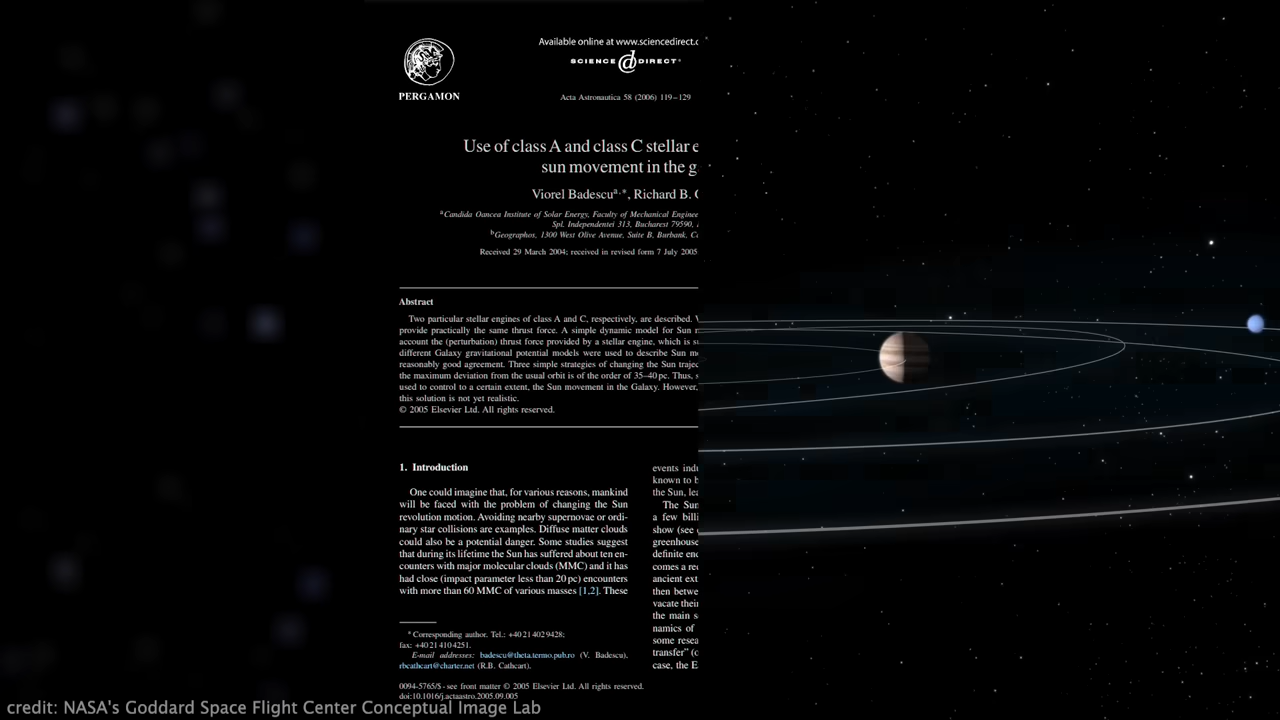 Available online at www.sciencedirect.c
SCIENCE DIRECT®
PERGAMON
Acta Astronautica 58 (2006) 119–129
Use of class A and class C stellar e
sun movement in the g
Viorel Badescuᵃ,*, Richard B. C
ᵃCandida Oancea Institute of Solar Energy, Faculty of Mechanical Enginee
Spl. Independentei 313, Bucharest 79590,
ᵇGeographos, 1300 West Olive Avenue, Suite B, Burbank, C
Received 29 March 2004; received in revised form 7 July 2005
Abstract
Two particular stellar engines of class A and C, respectively, are described.
provide practically the same thrust force. A simple dynamic model for Sun
account the (perturbation) thrust force provided by a stellar engine, which is s
different Galaxy gravitational potential models were used to describe Sun m
reasonably good agreement. Three simple strategies of changing the Sun trajec
the maximum deviation from the usual orbit is of the order of 35–40 pc. Thus, s
used to control to a certain extent, the Sun movement in the Galaxy. However,
this solution is not yet realistic.
© 2005 Elsevier Ltd. All rights reserved.
1. Introduction
One could imagine that, for various reasons, mankind
will be faced with the problem of changing the Sun
revolution motion. Avoiding nearby supernovae or ordi-
nary star collisions are examples. Diffuse matter clouds
could also be a potential danger. Some studies suggest
that during its lifetime the Sun has suffered about ten en-
counters with major molecular clouds (MMC) and it has
had close (impact parameter less than 20 pc) encounters
with more than 60 MMC of various masses [1,2]. These
* Corresponding author. Tel.: +40 21 402 9428;
fax: +40 21 410 4251.
E-mail addresses: badescu@theta.termo.pub.ro (V. Badescu),
rbcathcart@charter.net (R.B. Cathcart).
0094-5765/$ - see front matter © 2005 Elsevier Ltd. All rights reserved.
doi:10.1016/j.actaastro.2005.09.005
events indu
known to b
the Sun, lea
The Sun
a few billi
show (see
greenhouse
definite enc
comes a rec
ancient ext
then betwe
vacate their
the main s
namics of
some resea
transfer” (o
case, the E
credit: NASA's Goddard Space Flight Center Conceptual Image Lab